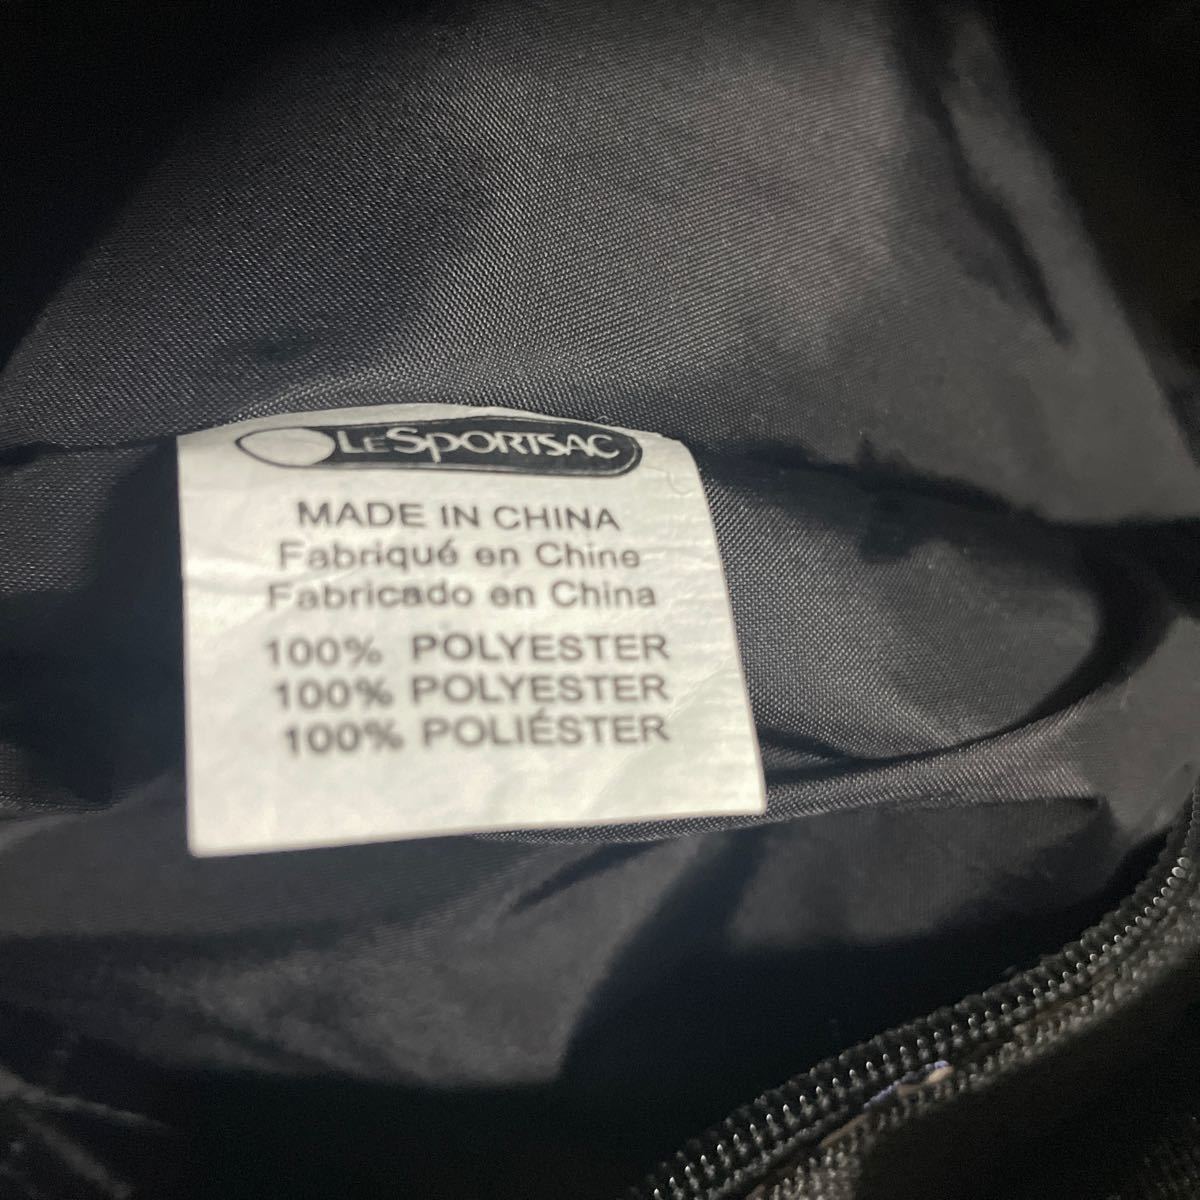 LeSportsac
MADE IN CHINA
Fabriqué en Chine
Fabricado en China
100% POLYESTER
100% POLYESTER
100% POLIÉSTER